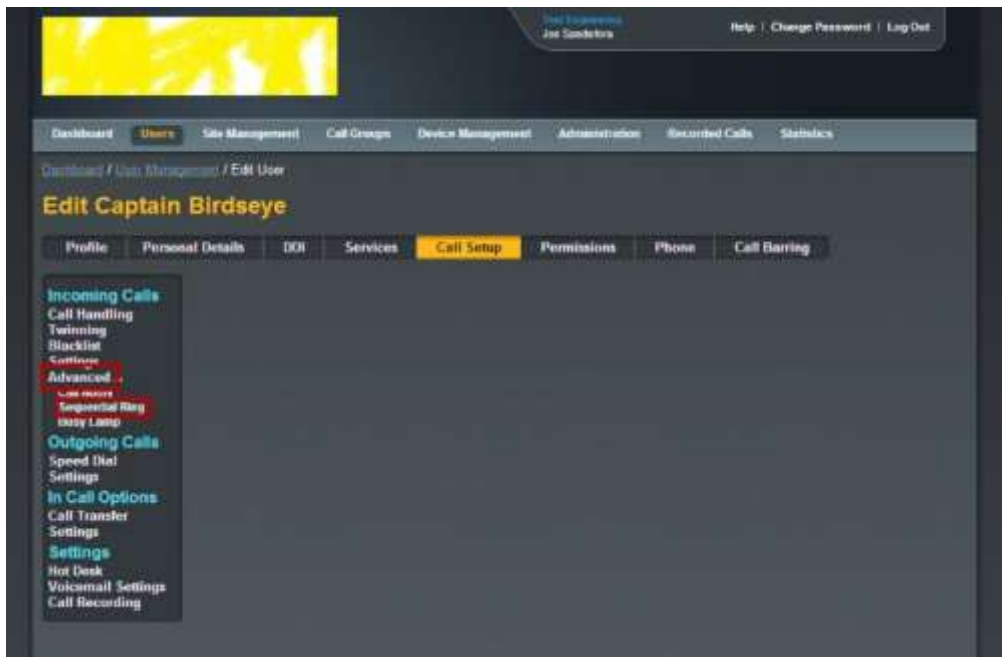 Joe Spedefora
Help | Change Password | Log Out
Dashboard Users Site Management Call Groups Device Management Administration Recorded Calls Statistics
Dashboard / User Management / Edit User
Edit Captain Birdseye
Profile Personal Details DDI Services Call Setup Permissions Phone Call Barring
Incoming Calls
Call Handling
Twinning
Blacklist
Settings
Advanced
Sequential Ring
Busy Lamp
Outgoing Calls
Speed Dial
Settings
In Call Options
Call Transfer
Settings
Settings
Hot Desk
Voicemail Settings
Call Recording